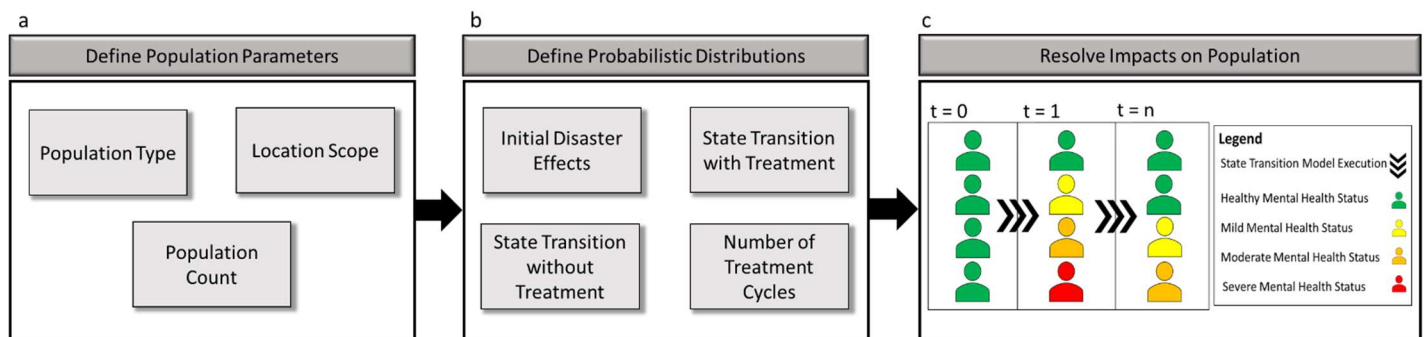 a
Define Population Parameters
Population Type
Location Scope
Population
Count
b
Define Probabilistic Distributions
Initial Disaster
Effects
State Transition
with Treatment
State Transition
without
Treatment
Number of
Treatment
Cycles
c
Resolve Impacts on Population
t = 0
t = 1
t = n
Legend
State Transition Model Execution
Healthy Mental Health Status
Mild Mental Health Status
Moderate Mental Health Status
Severe Mental Health Status